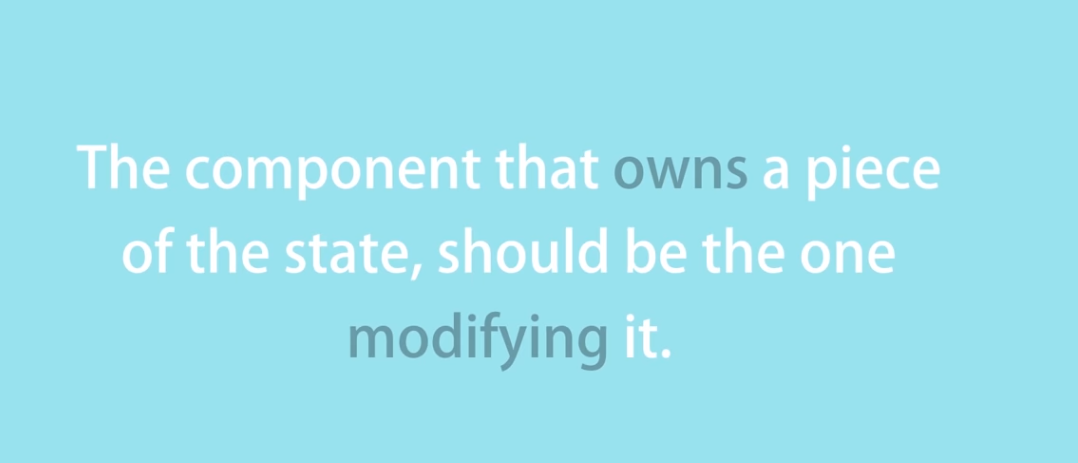 The component that owns a piece
of the state, should be the one
modifying it.